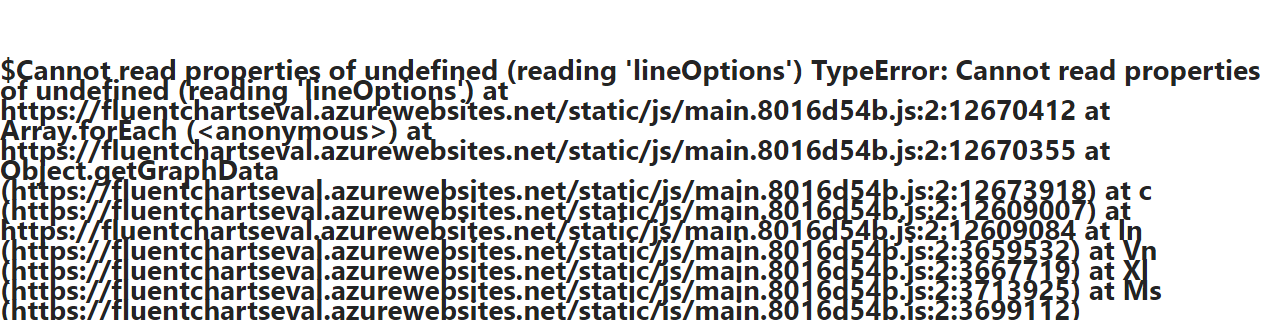 $Cannot read properties of undefined (reading 'lineOptions') TypeError: Cannot read properties
of undefined (reading 'lineOptions') at
https://fluentchartseval.azurewebsites.net/static/js/main.8016d54b.js:2:12670412 at
Array.forEach (<anonymous>) at
https://fluentchartseval.azurewebsites.net/static/js/main.8016d54b.js:2:12670355 at
Object.getGraphData
(https://fluentchartseval.azurewebsites.net/static/js/main.8016d54b.js:2:12673918) at c
(https://fluentchartseval.azurewebsites.net/static/js/main.8016d54b.js:2:12609007) at
https://fluentchartseval.azurewebsites.net/static/js/main.8016d54b.js:2:12609084 at In
(https://fluentchartseval.azurewebsites.net/static/js/main.8016d54b.js:2:3659532) at Vn
(https://fluentchartseval.azurewebsites.net/static/js/main.8016d54b.js:2:3667719) at Xl
(https://fluentchartseval.azurewebsites.net/static/js/main.8016d54b.js:2:3713925) at Ms
(https://fluentchartseval.azurewebsites.net/static/js/main.8016d54b.js:2:3699112)